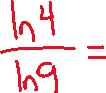 ln 4
ln 9 =